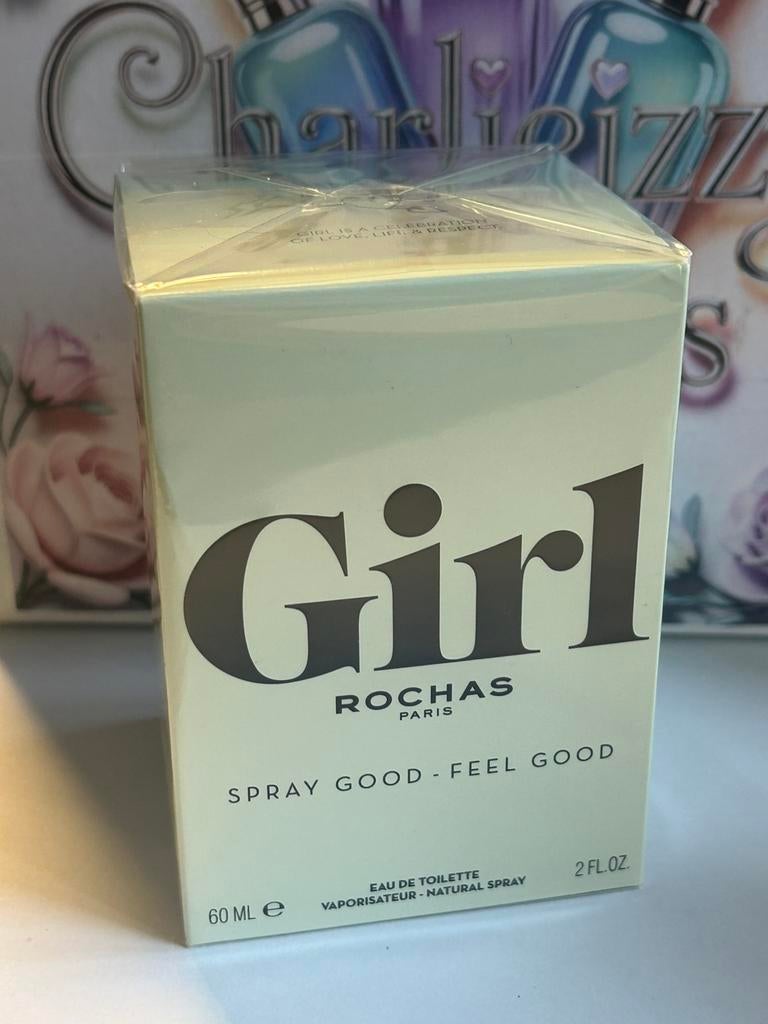 Charlieizz
s
GIRL IS A CELEBRATION
OF LOVE, LIFE, & RESPECT.
Girl
ROCHAS
PARIS
SPRAY GOOD - FEEL GOOD
EAU DE TOILETTE
VAPORISATEUR - NATURAL SPRAY
60 ML e
2 FL.OZ.